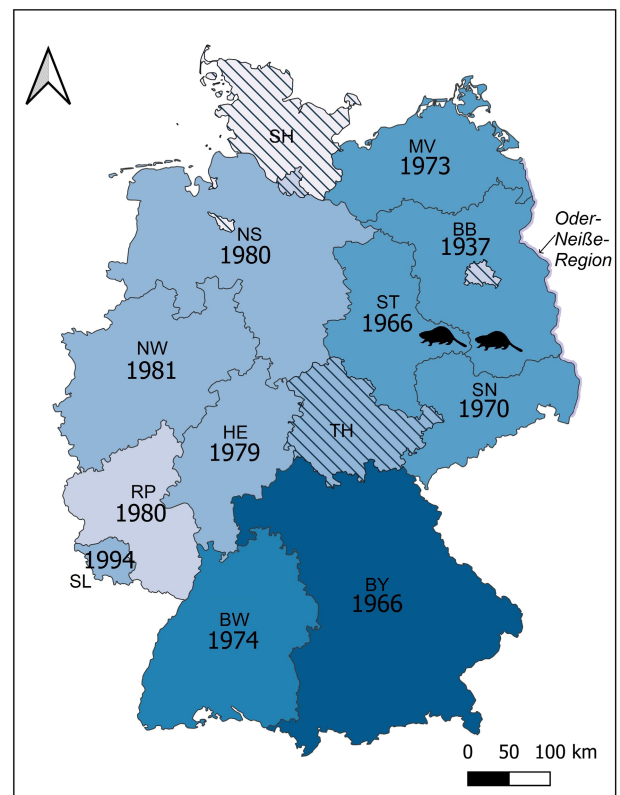 SH
MV
1973
Oder-
Neiße-
Region
BB
1937
NS
1980
ST
1966
NW
1981
SN
1970
HE
1979
TH
RP
1980
1994
SL
BY
1966
BW
1974
0 50 100 km